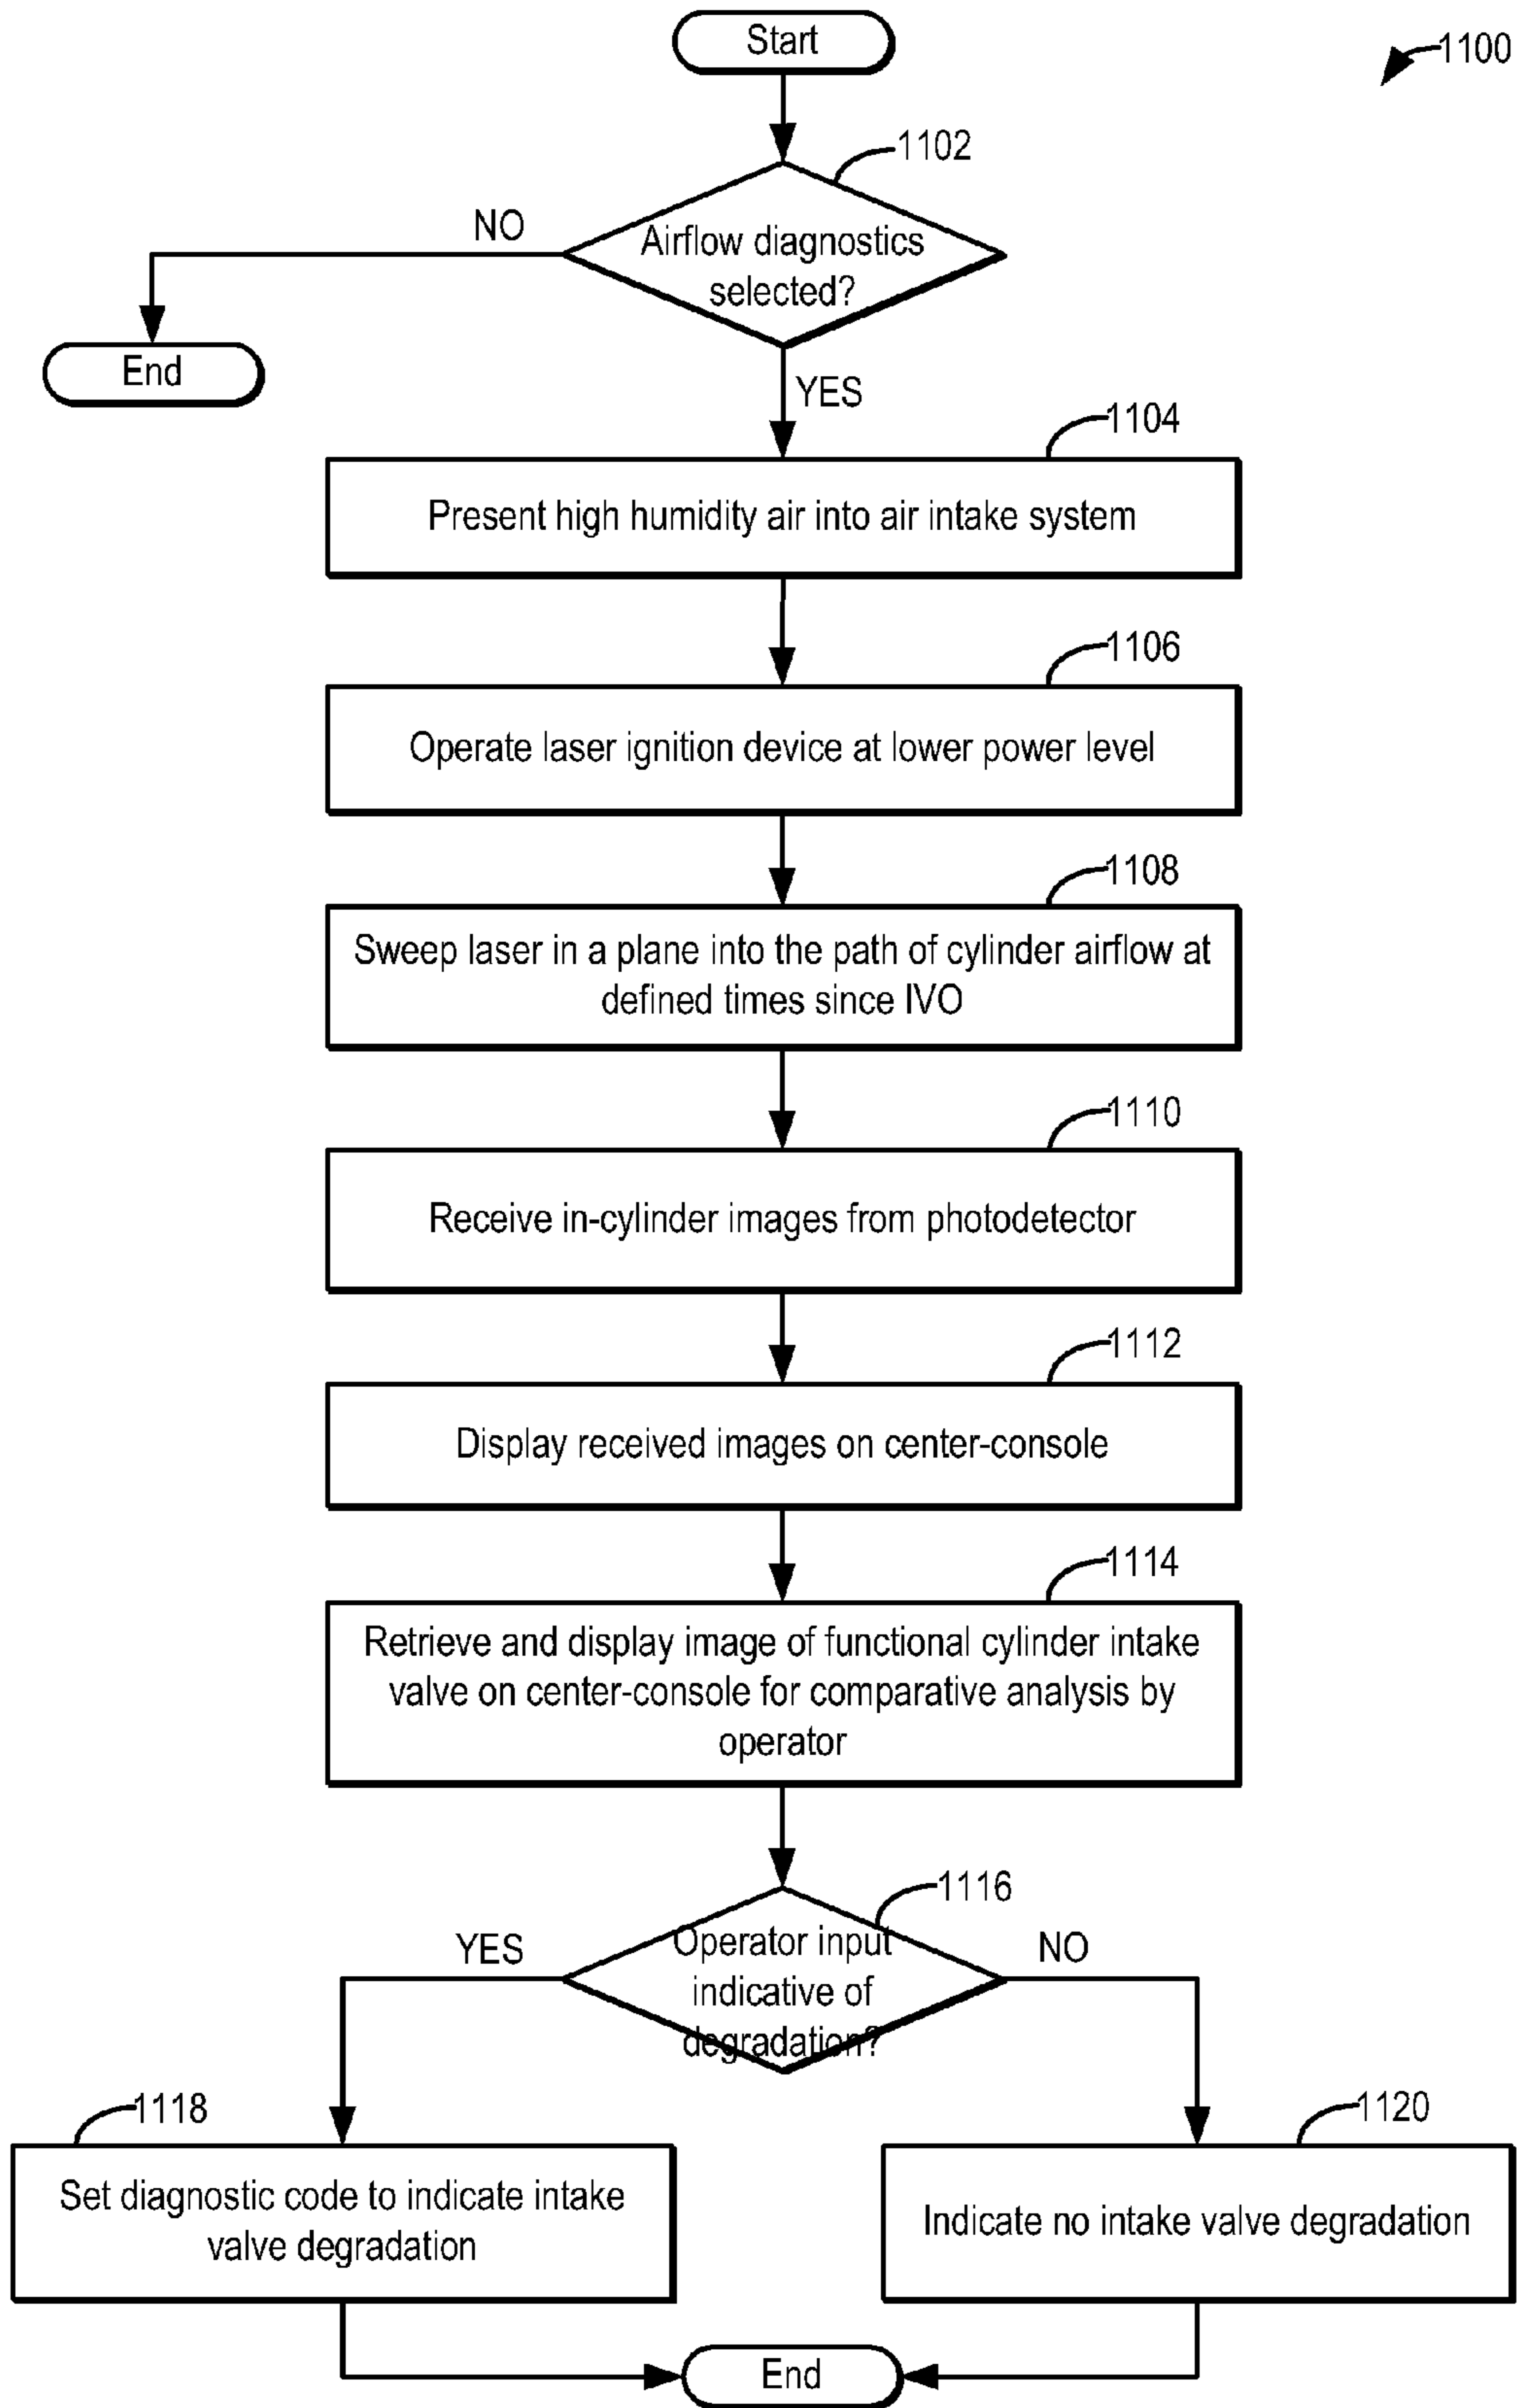 Start
1100
1102
NO
Airflow diagnostics
selected?
End
YES
1104
Present high humidity air into air intake system
1106
Operate laser ignition device at lower power level
1108
Sweep laser in a plane into the path of cylinder airflow at
defined times since IVO
1110
Receive in-cylinder images from photodetector
1112
Display received images on center-console
1114
Retrieve and display image of functional cylinder intake
valve on center-console for comparative analysis by
operator
1116
YES
Operator input
indicative of
degradation?
NO
1118
Set diagnostic code to indicate intake
valve degradation
1120
Indicate no intake valve degradation
End